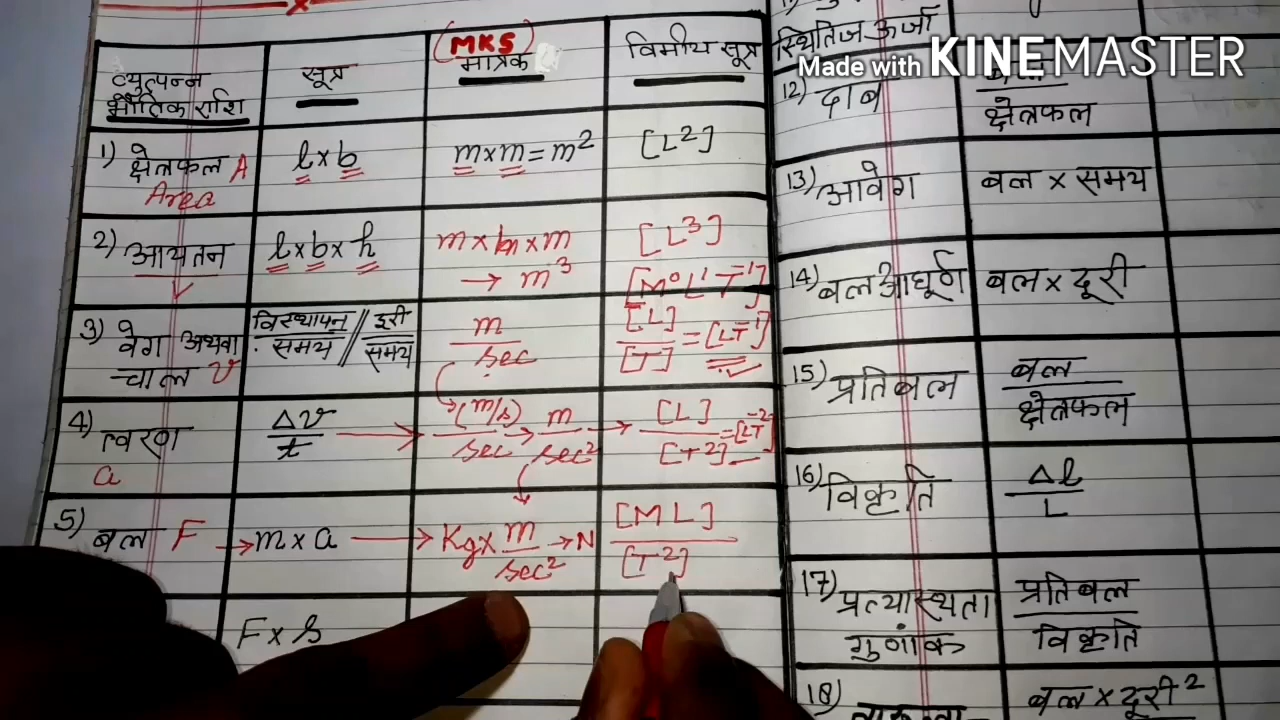 (MKS)
व्युत्पन्न भौतिक राशि
सूत्र
मात्रक
विमीय सूत्र
1) क्षेत्रफल A
Area
l × b
m × m = m²
[L²]
2) आयतन
l × b × h
m × m × m
→ m³
[L³]
3) वेग अथवा
चाल v
विस्थापन / समय // दूरी / समय
m / sec
[M⁰L¹T⁻¹]
[L] / [T] = [LT⁻¹]
4) त्वरण
a
Δv / t →
(m/s) / sec → m / sec² →
[L] / [T²] = [LT⁻²]
5) बल F
→ m × a →
Kg × m / sec² → N
[ML] / [T²]
F × s
स्थितिज ऊर्जा
Made with KINEMASTER
12) दाब
बल / क्षेत्रफल
13) आवेग
बल × समय
14) बल आघूर्ण
बल × दूरी
15) प्रतिबल
बल / क्षेत्रफल
16) विकृति
Δl / L
17) प्रत्यास्थता
गुणांक
प्रतिबल / विकृति
18)
बल × दूरी²